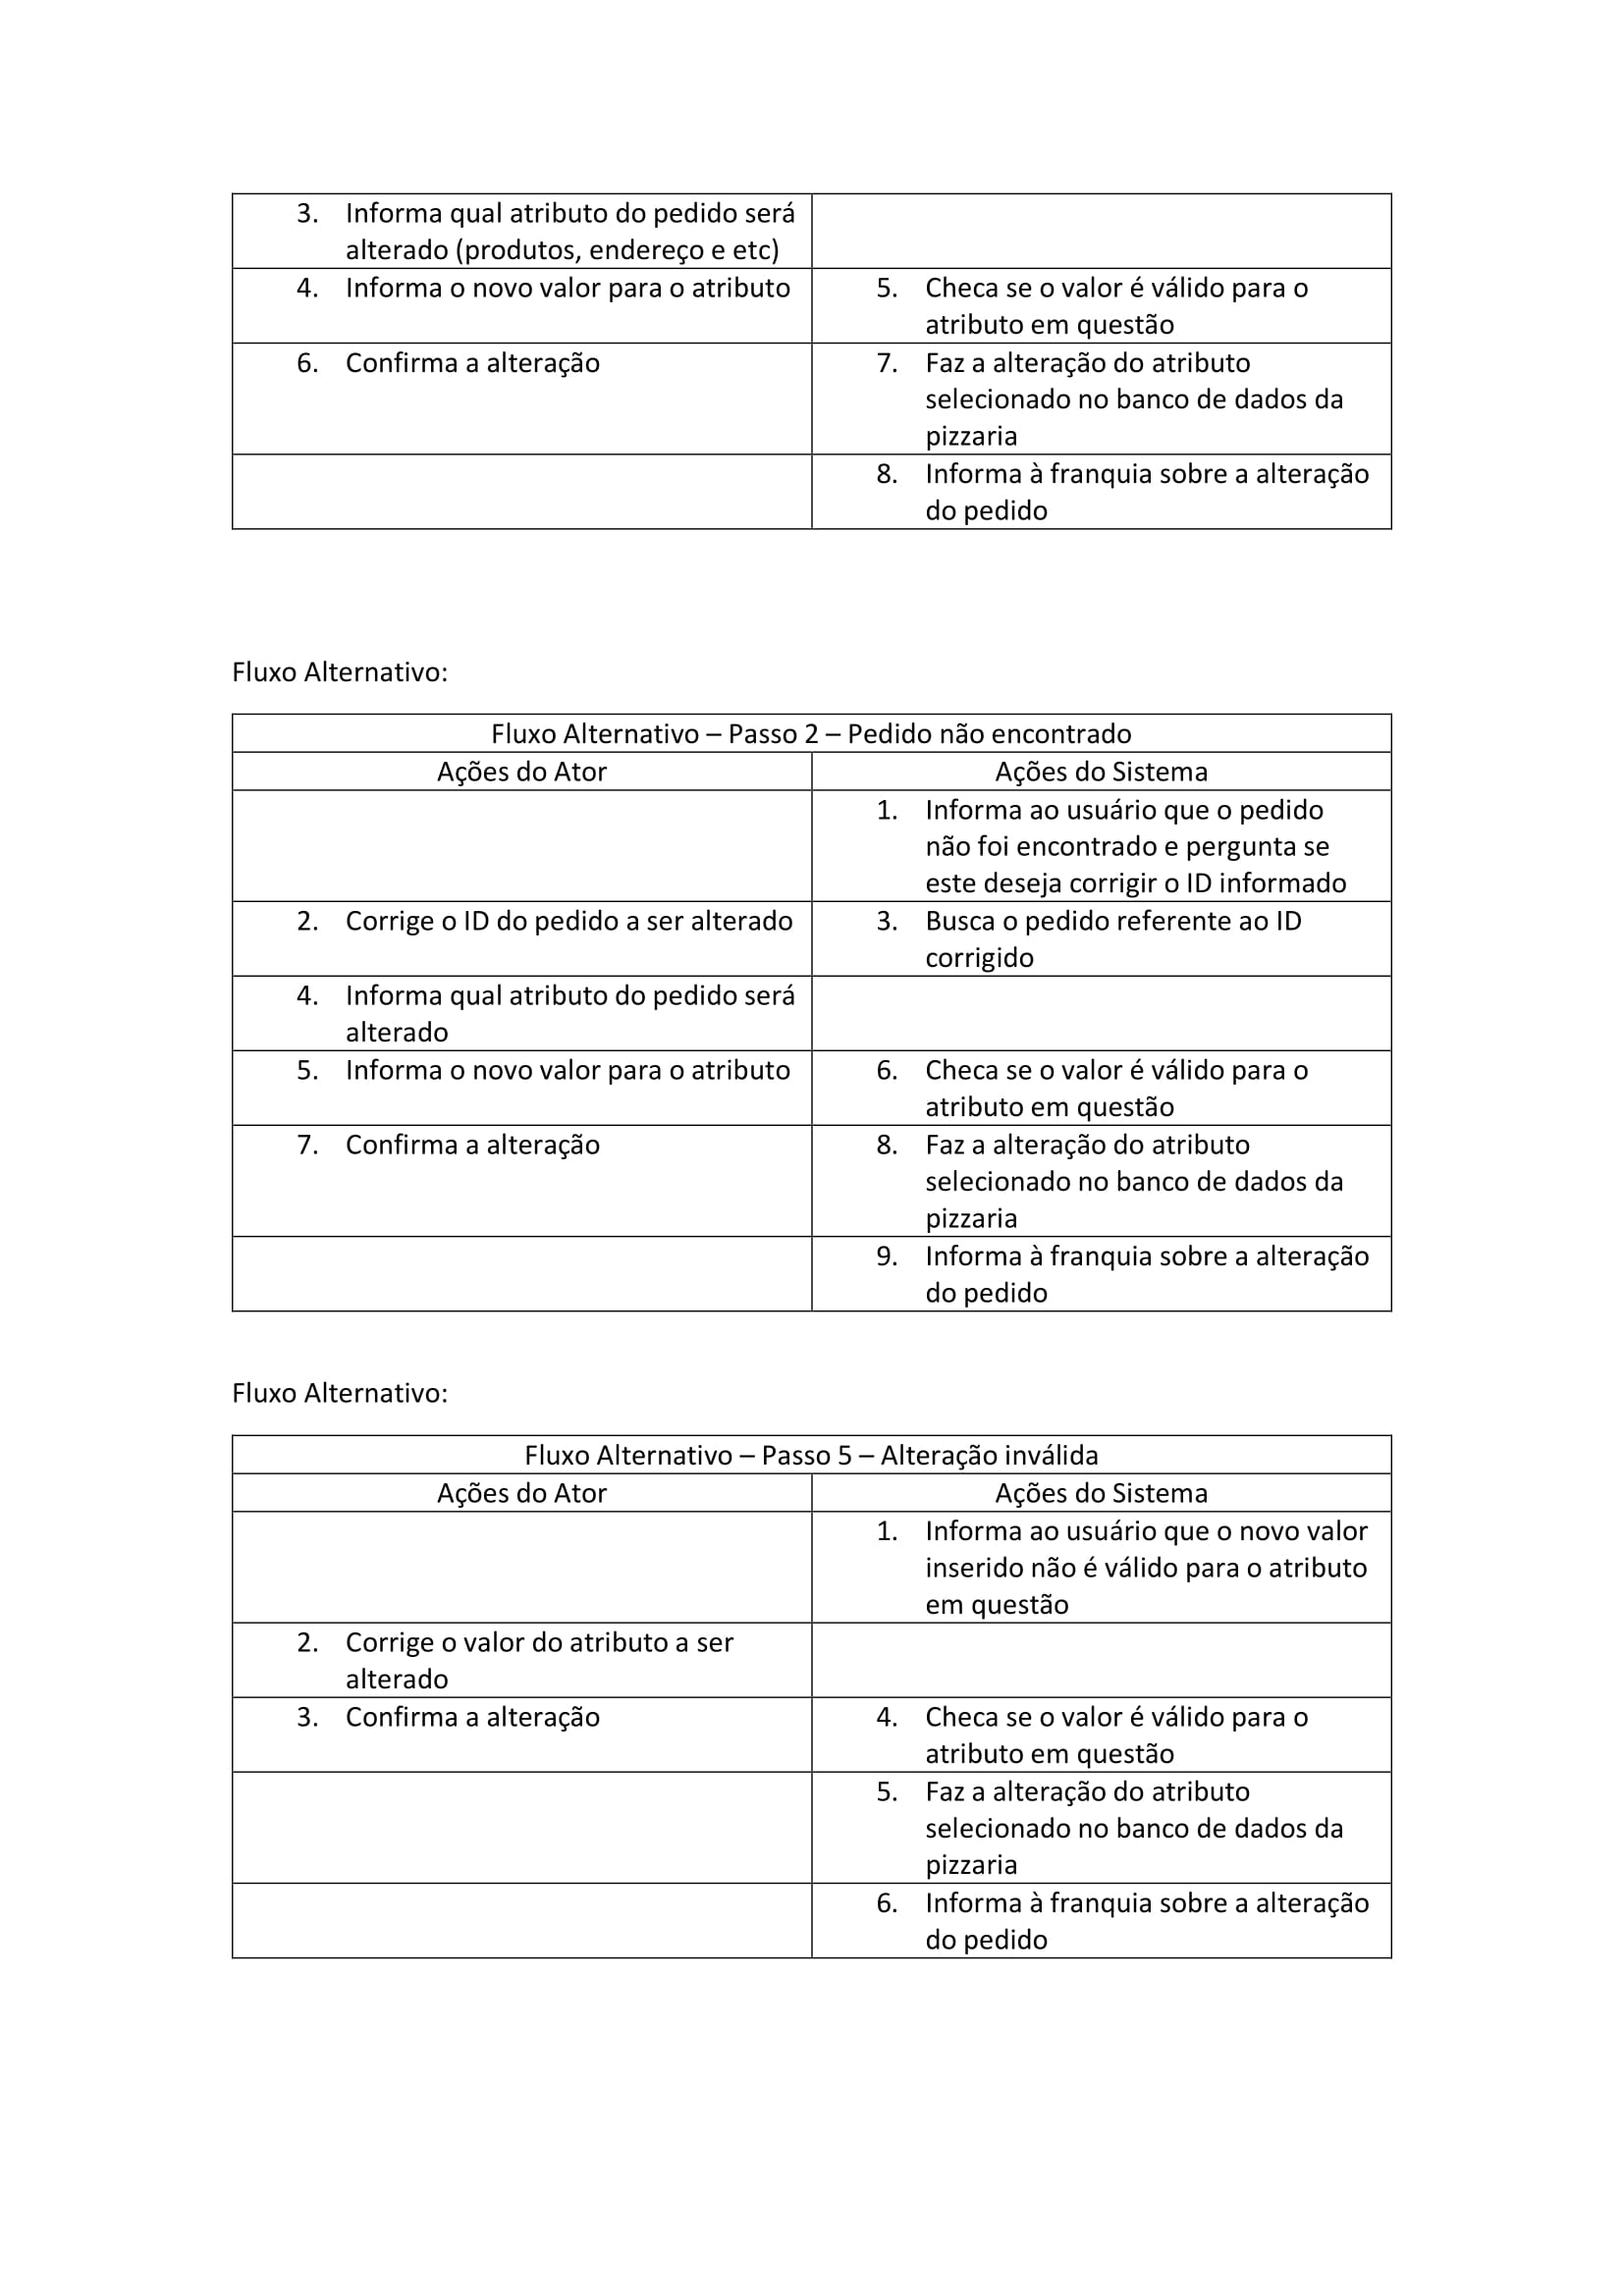 3. Informa qual atributo do pedido será
alterado (produtos, endereço e etc)
4. Informa o novo valor para o atributo
5. Checa se o valor é válido para o
atributo em questão
6. Confirma a alteração
7. Faz a alteração do atributo
selecionado no banco de dados da
pizzaria
8. Informa à franquia sobre a alteração
do pedido
Fluxo Alternativo:
Fluxo Alternativo – Passo 2 – Pedido não encontrado
Ações do Ator
Ações do Sistema
1. Informa ao usuário que o pedido
não foi encontrado e pergunta se
este deseja corrigir o ID informado
2. Corrige o ID do pedido a ser alterado
3. Busca o pedido referente ao ID
corrigido
4. Informa qual atributo do pedido será
alterado
5. Informa o novo valor para o atributo
6. Checa se o valor é válido para o
atributo em questão
7. Confirma a alteração
8. Faz a alteração do atributo
selecionado no banco de dados da
pizzaria
9. Informa à franquia sobre a alteração
do pedido
Fluxo Alternativo:
Fluxo Alternativo – Passo 5 – Alteração inválida
Ações do Ator
Ações do Sistema
1. Informa ao usuário que o novo valor
inserido não é válido para o atributo
em questão
2. Corrige o valor do atributo a ser
alterado
3. Confirma a alteração
4. Checa se o valor é válido para o
atributo em questão
5. Faz a alteração do atributo
selecionado no banco de dados da
pizzaria
6. Informa à franquia sobre a alteração
do pedido